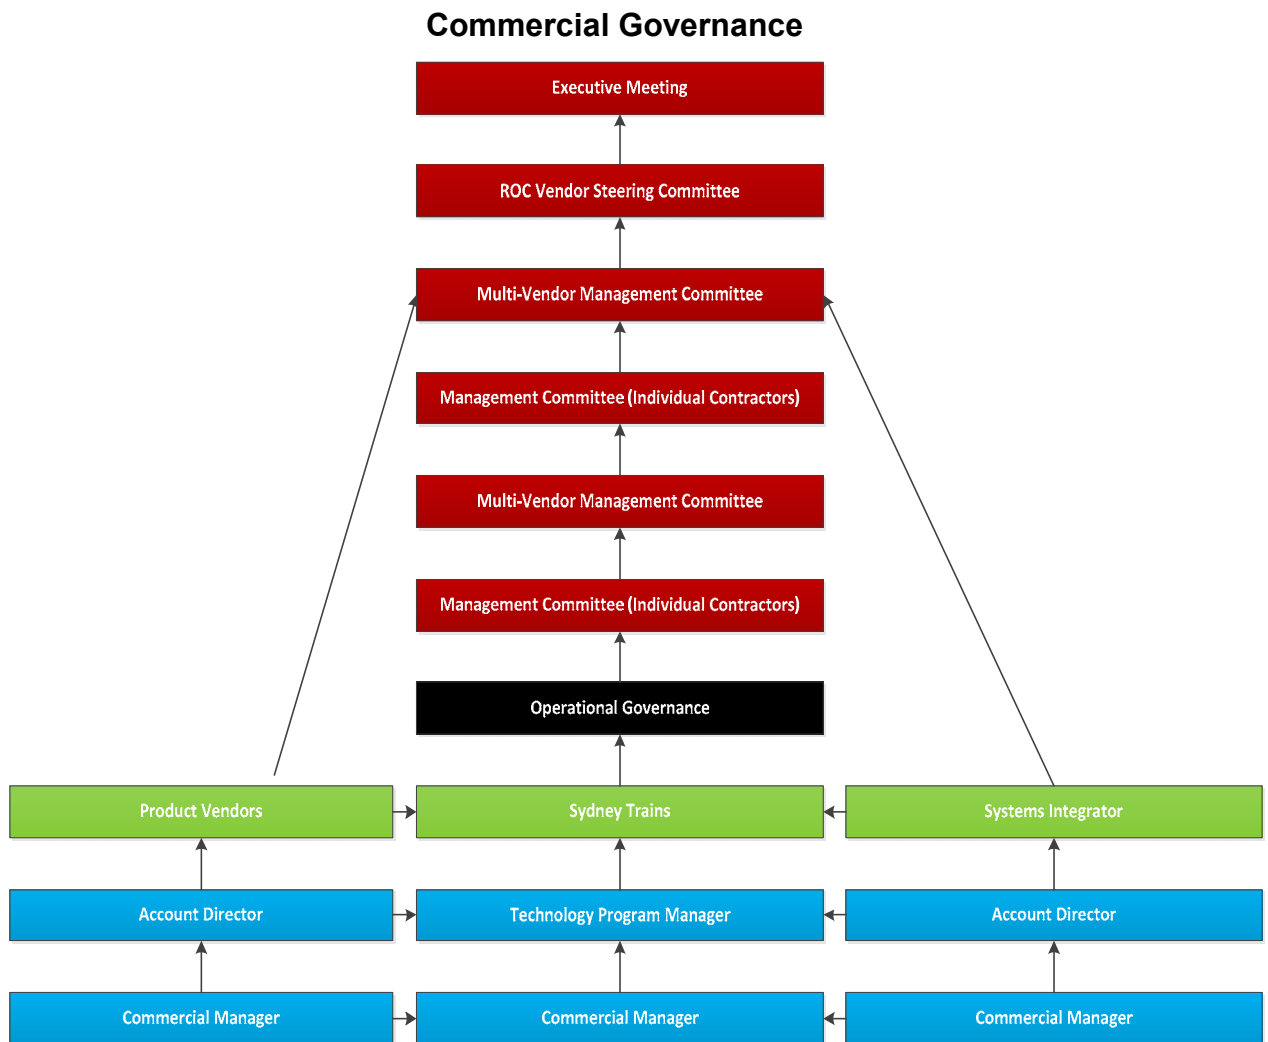 Commercial Governance
Executive Meeting
ROC Vendor Steering Committee
Multi-Vendor Management Committee
Management Committee (Individual Contractors)
Multi-Vendor Management Committee
Management Committee (Individual Contractors)
Operational Governance
Product Vendors
Sydney Trains
Systems Integrator
Account Director
Technology Program Manager
Account Director
Commercial Manager
Commercial Manager
Commercial Manager